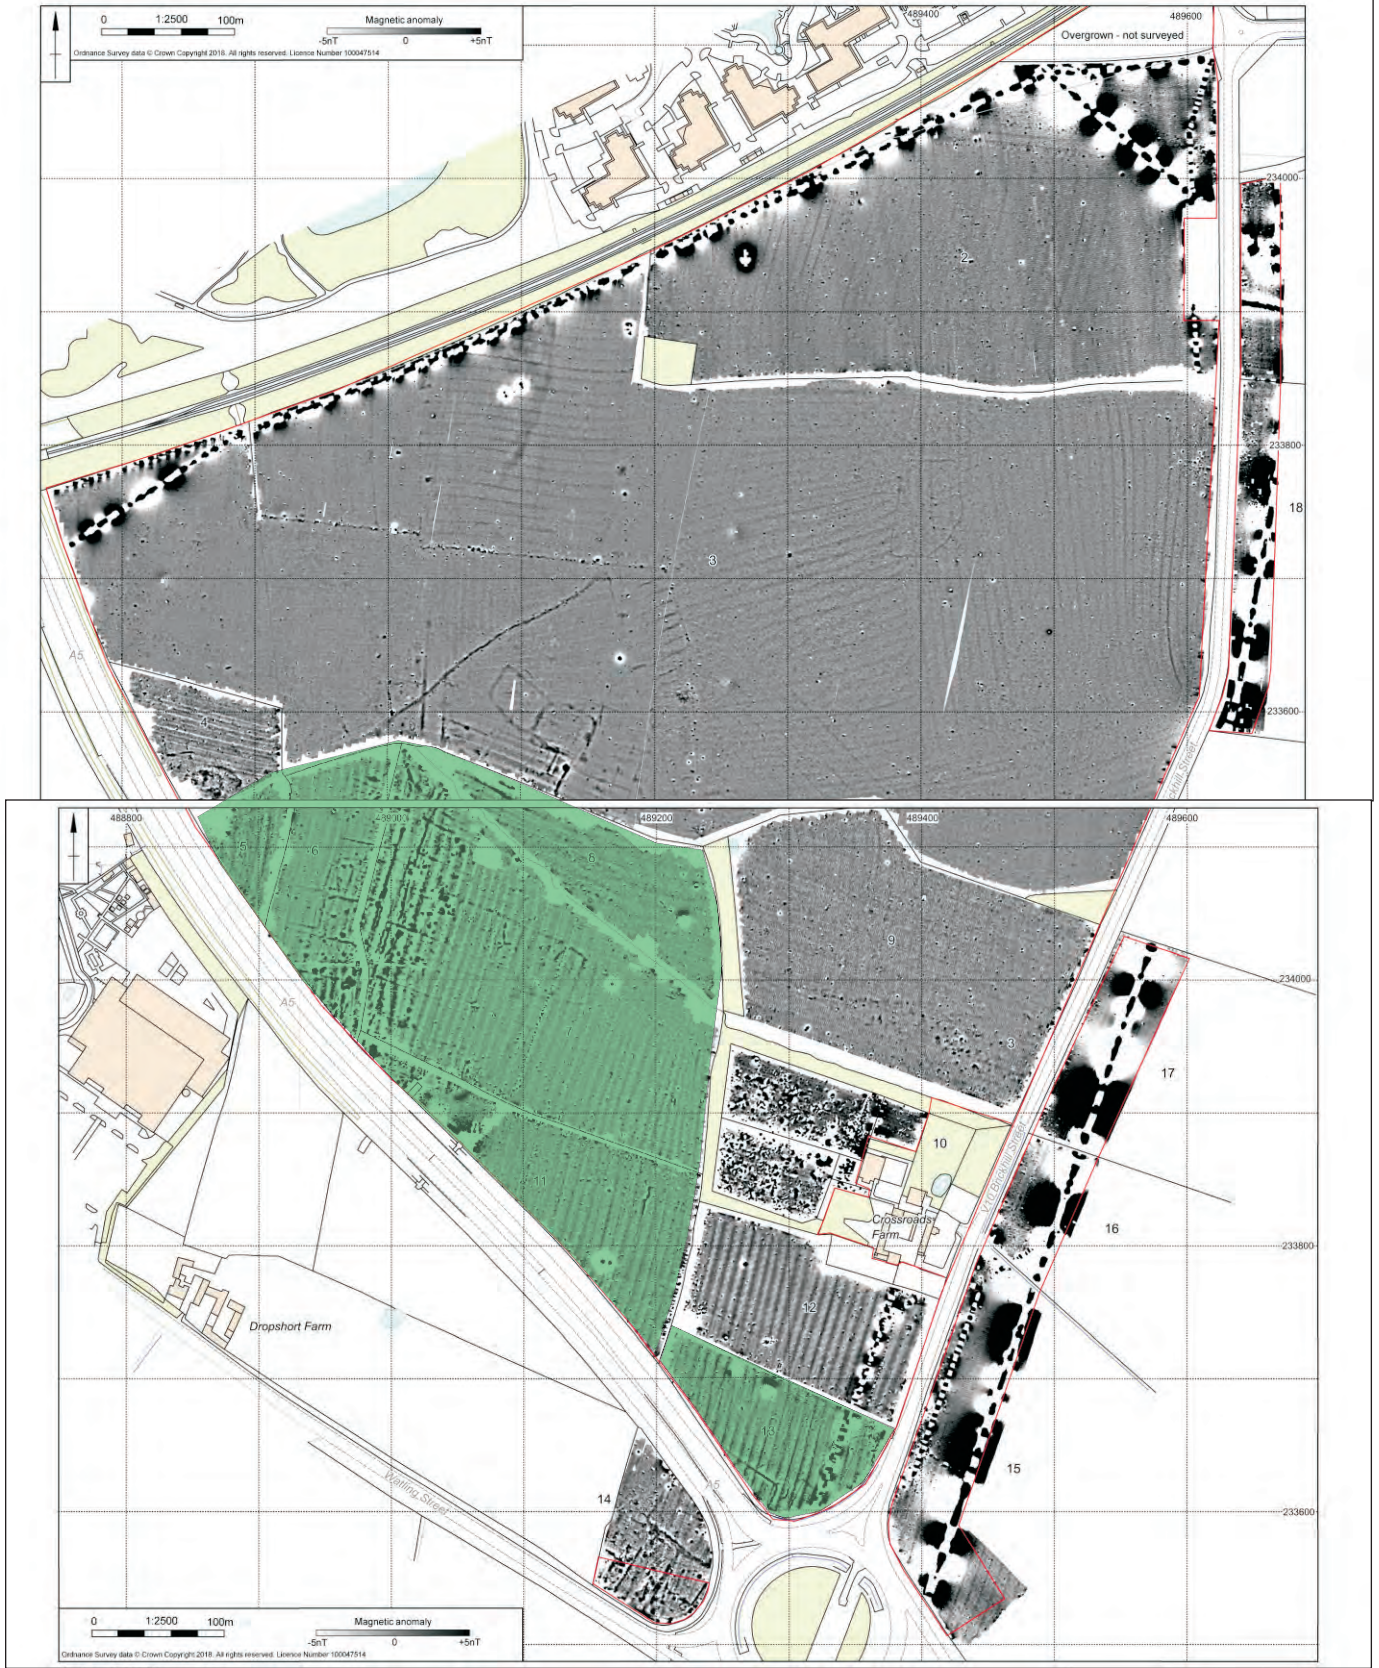 0 1:2500 100m
Magnetic anomaly
-5nT 0 +5nT
Ordnance Survey data © Crown Copyright 2018. All rights reserved. Licence Number 100047514
489400
489600
Overgrown - not surveyed
234000
2
233800
18
3
A5
4
233600
488800
489000
489200
489400
489600
5
6
8
9
A5
234000
3
17
10
V10 Brickhill Street
16
11
Crossroads
Farm
233800
12
Dropshort Farm
13
15
14
A5
Watling Street
233600
0 1:2500 100m
Magnetic anomaly
-5nT 0 +5nT
Ordnance Survey data © Crown Copyright 2018. All rights reserved. Licence Number 100047514